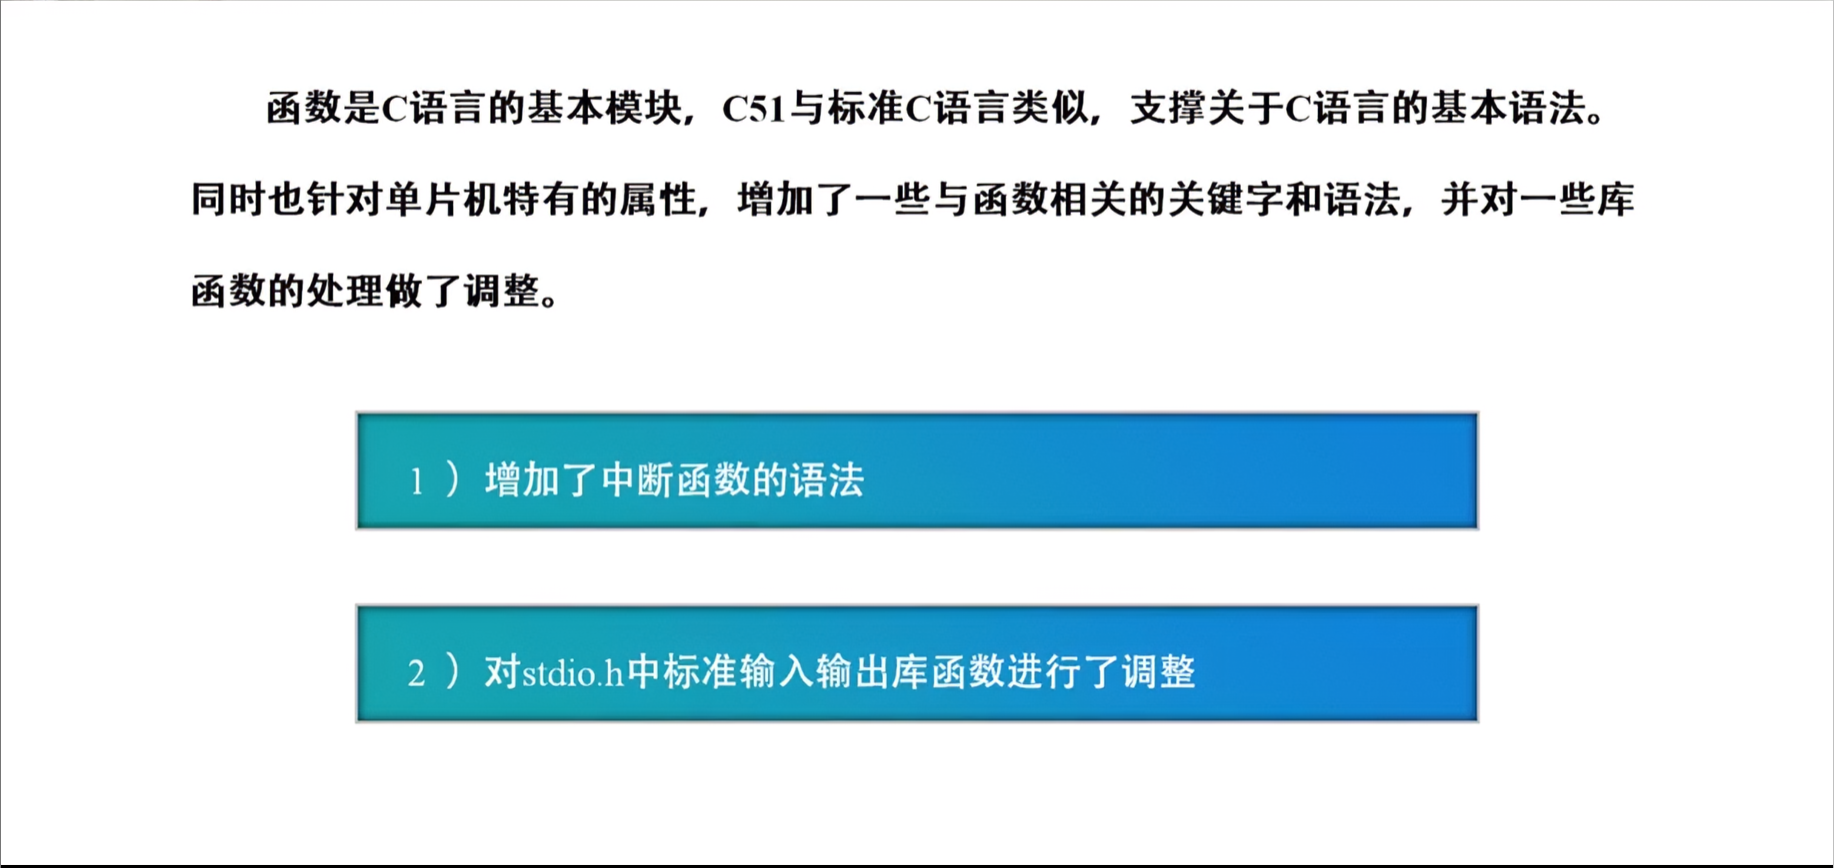 函数是C语言的基本模块，C51与标准C语言类似，支撑关于C语言的基本语法。
同时也针对单片机特有的属性，增加了一些与函数相关的关键字和语法，并对一些库
函数的处理做了调整。
1 ）增加了中断函数的语法
2 ）对stdio.h中标准输入输出库函数进行了调整